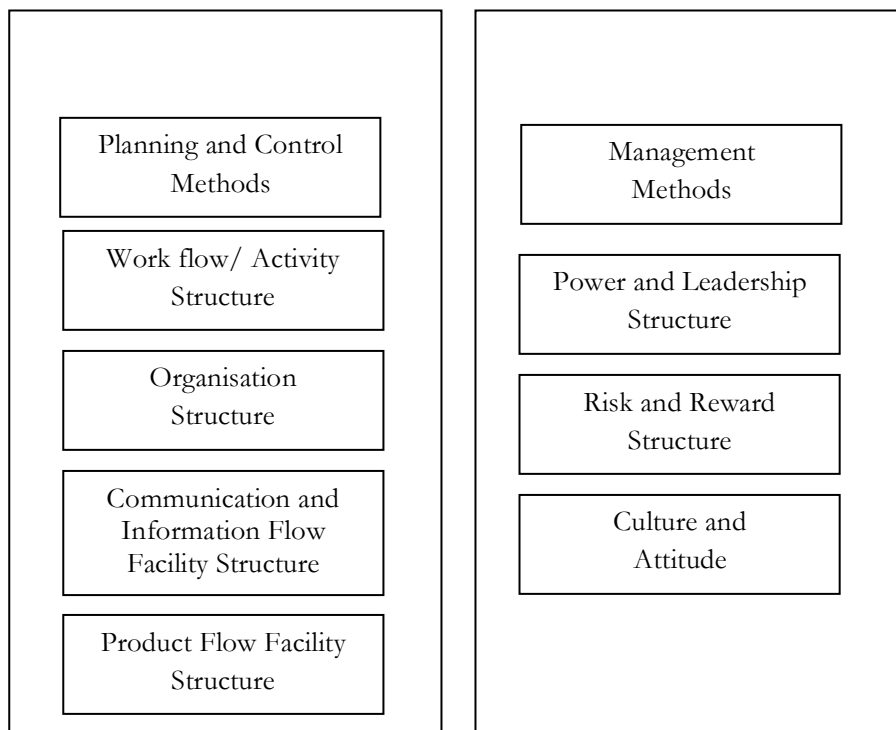 Planning and Control
Methods
Work flow/ Activity
Structure
Organisation
Structure
Communication and
Information Flow
Facility Structure
Product Flow Facility
Structure
Management
Methods
Power and Leadership
Structure
Risk and Reward
Structure
Culture and
Attitude